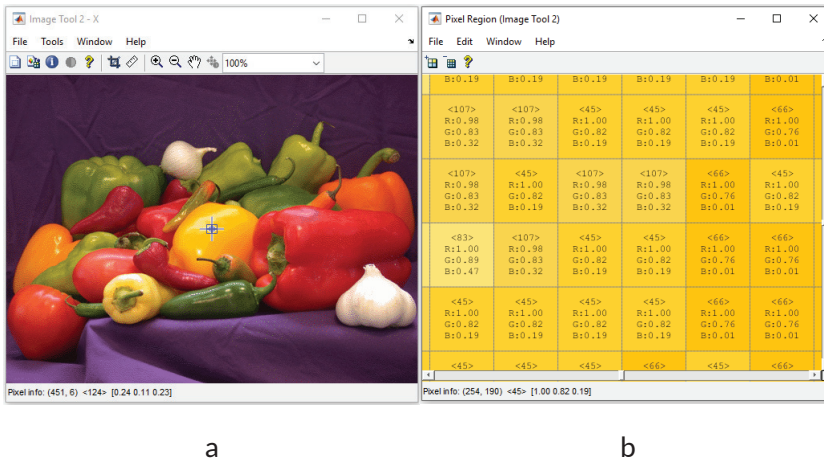 Image Tool 2 - X
File Tools Window Help
100%
Pixel info: (451, 6) <124> [0.24 0.11 0.23]
a
Pixel Region (Image Tool 2)
File Edit Window Help
B:0.19 B:0.19 B:0.19 B:0.19 B:0.19 B:0.01
<107> <107> <45> <45> <45> <66>
R:0.98 R:0.98 R:1.00 R:1.00 R:1.00 R:1.00
G:0.83 G:0.83 G:0.82 G:0.82 G:0.82 G:0.76
B:0.32 B:0.32 B:0.19 B:0.19 B:0.19 B:0.01
<107> <45> <107> <107> <66> <45>
R:0.98 R:1.00 R:0.98 R:0.98 R:1.00 R:1.00
G:0.83 G:0.82 G:0.83 G:0.83 G:0.76 G:0.82
B:0.32 B:0.19 B:0.32 B:0.32 B:0.01 B:0.19
<83> <107> <45> <45> <66> <66>
R:1.00 R:0.98 R:1.00 R:1.00 R:1.00 R:1.00
G:0.89 G:0.83 G:0.82 G:0.82 G:0.76 G:0.76
B:0.47 B:0.32 B:0.19 B:0.19 B:0.01 B:0.01
<45> <45> <45> <45> <66> <66>
R:1.00 R:1.00 R:1.00 R:1.00 R:1.00 R:1.00
G:0.82 G:0.82 G:0.82 G:0.82 G:0.76 G:0.76
B:0.19 B:0.19 B:0.19 B:0.19 B:0.01 B:0.01
<45> <45> <45> <66> <45> <66>
Pixel info: (254, 190) <45> [1.00 0.82 0.19]
b